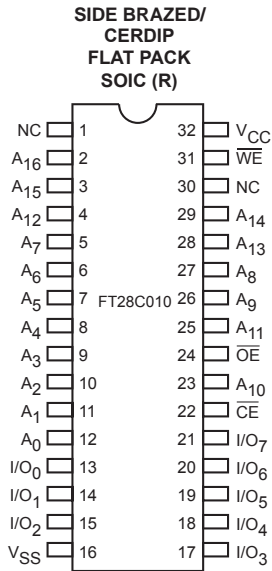 SIDE BRAZED/
CERDIP
FLAT PACK
SOIC (R)
NC 1 32 VCC
A16 2 31 W̅E̅
A15 3 30 NC
A12 4 29 A14
A7 5 28 A13
A6 6 27 A8
A5 7 FT28C010 26 A9
A4 8 25 A11
A3 9 24 O̅E̅
A2 10 23 A10
A1 11 22 C̅E̅
A0 12 21 I/O7
I/O0 13 20 I/O6
I/O1 14 19 I/O5
I/O2 15 18 I/O4
VSS 16 17 I/O3